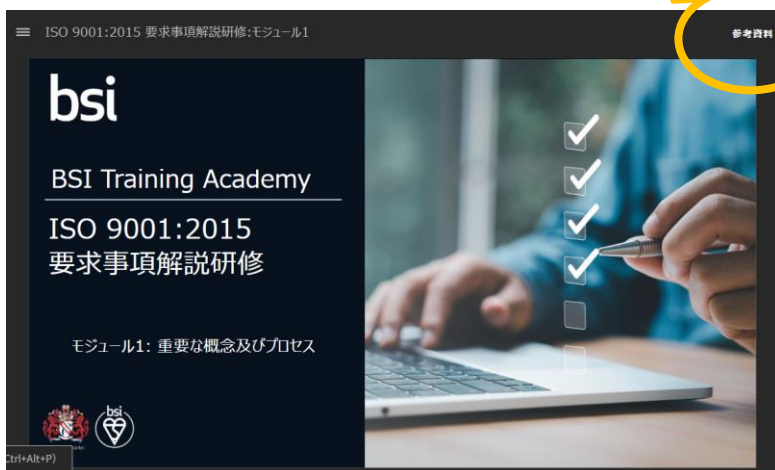 ISO 9001:2015 要求事項解説研修:モジュール1
参考資料
bsi
BSI Training Academy
ISO 9001:2015
要求事項解説研修
モジュール1: 重要な概念及びプロセス
bsi
Ctrl+Alt+P)